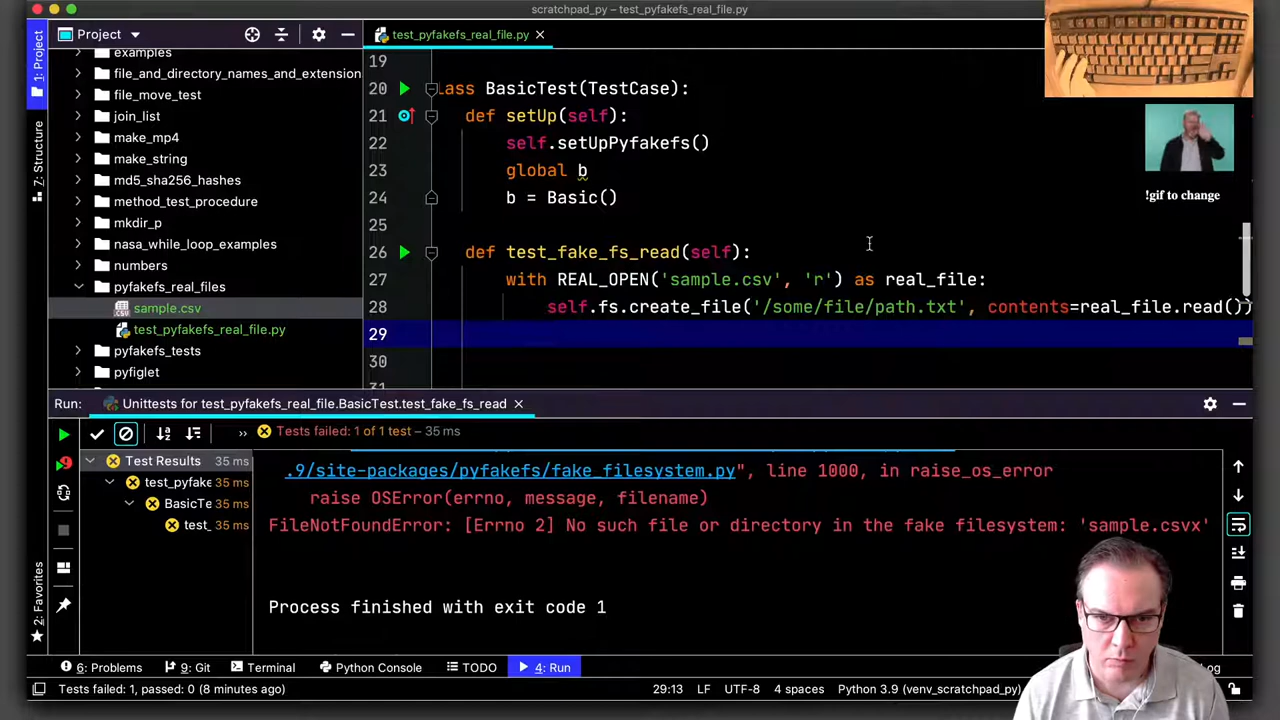 scratchpad_py – test_pyfakefs_real_file.py
1: Project
7: Structure
2: Favorites
Project
examples
file_and_directory_names_and_extension
file_move_test
join_list
make_mp4
make_string
md5_sha256_hashes
method_test_procedure
mkdir_p
nasa_while_loop_examples
numbers
pyfakefs_real_files
sample.csv
test_pyfakefs_real_file.py
pyfakefs_tests
pyfiglet
test_pyfakefs_real_file.py
19
20 lass BasicTest(TestCase):
21 def setUp(self):
22 self.setUpPyfakefs()
23 global b
24 b = Basic()
25
26 def test_fake_fs_read(self):
27 with REAL_OPEN('sample.csv', 'r') as real_file:
28 self.fs.create_file('/some/file/path.txt', contents=real_file.read())
29
30
31
!gif to change
Run: Unittests for test_pyfakefs_real_file.BasicTest.test_fake_fs_read
» Tests failed: 1 of 1 test – 35 ms
Test Results 35 ms
test_pyfake 35 ms
BasicTe 35 ms
test_ 35 ms
.9/site-packages/pyfakefs/fake_filesystem.py", line 1000, in raise_os_error
raise OSError(errno, message, filename)
FileNotFoundError: [Errno 2] No such file or directory in the fake filesystem: 'sample.csvx'
Process finished with exit code 1
6: Problems 9: Git Terminal Python Console TODO 4: Run
Tests failed: 1, passed: 0 (8 minutes ago) 29:13 LF UTF-8 4 spaces Python 3.9 (venv_scratchpad_py)